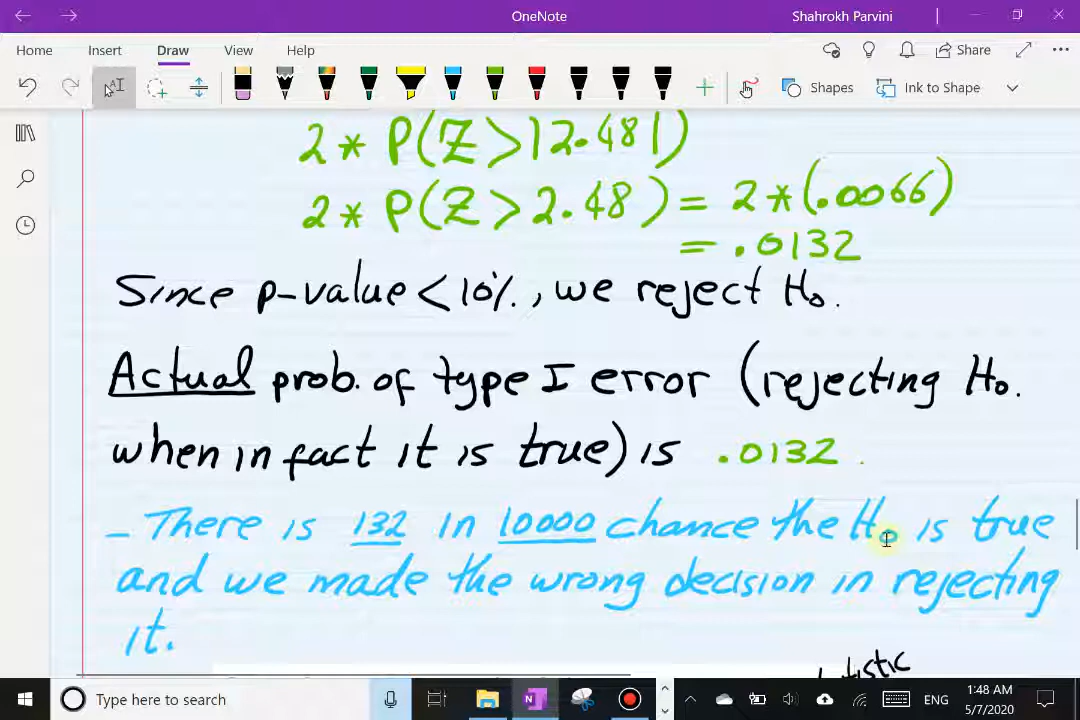 OneNote
Shahrokh Parvini
Home Insert Draw View Help
Share
Shapes
Ink to Shape
2 * P(Z>|2.48|)
2 * P(Z > 2.48) = 2 * (.0066)
= .0132
Since p-value < 10%, we reject H₀.
Actual prob. of type I error (rejecting H₀.
when in fact it is true) is .0132.
- There is 132 in 10000 chance the H₀ is true
and we made the wrong decision in rejecting
it.
Type here to search
ENG
1:48 AM
5/7/2020